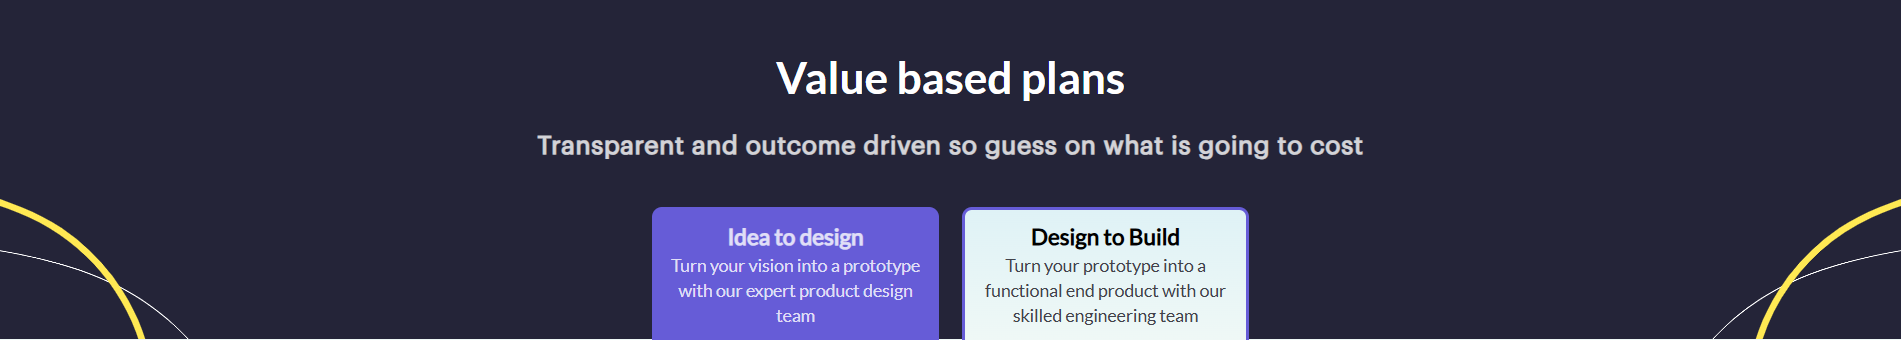 Value based plans
Transparent and outcome driven so guess on what is going to cost
Idea to design
Turn your vision into a prototype
with our expert product design
team
Design to Build
Turn your prototype into a
functional end product with our
skilled engineering team